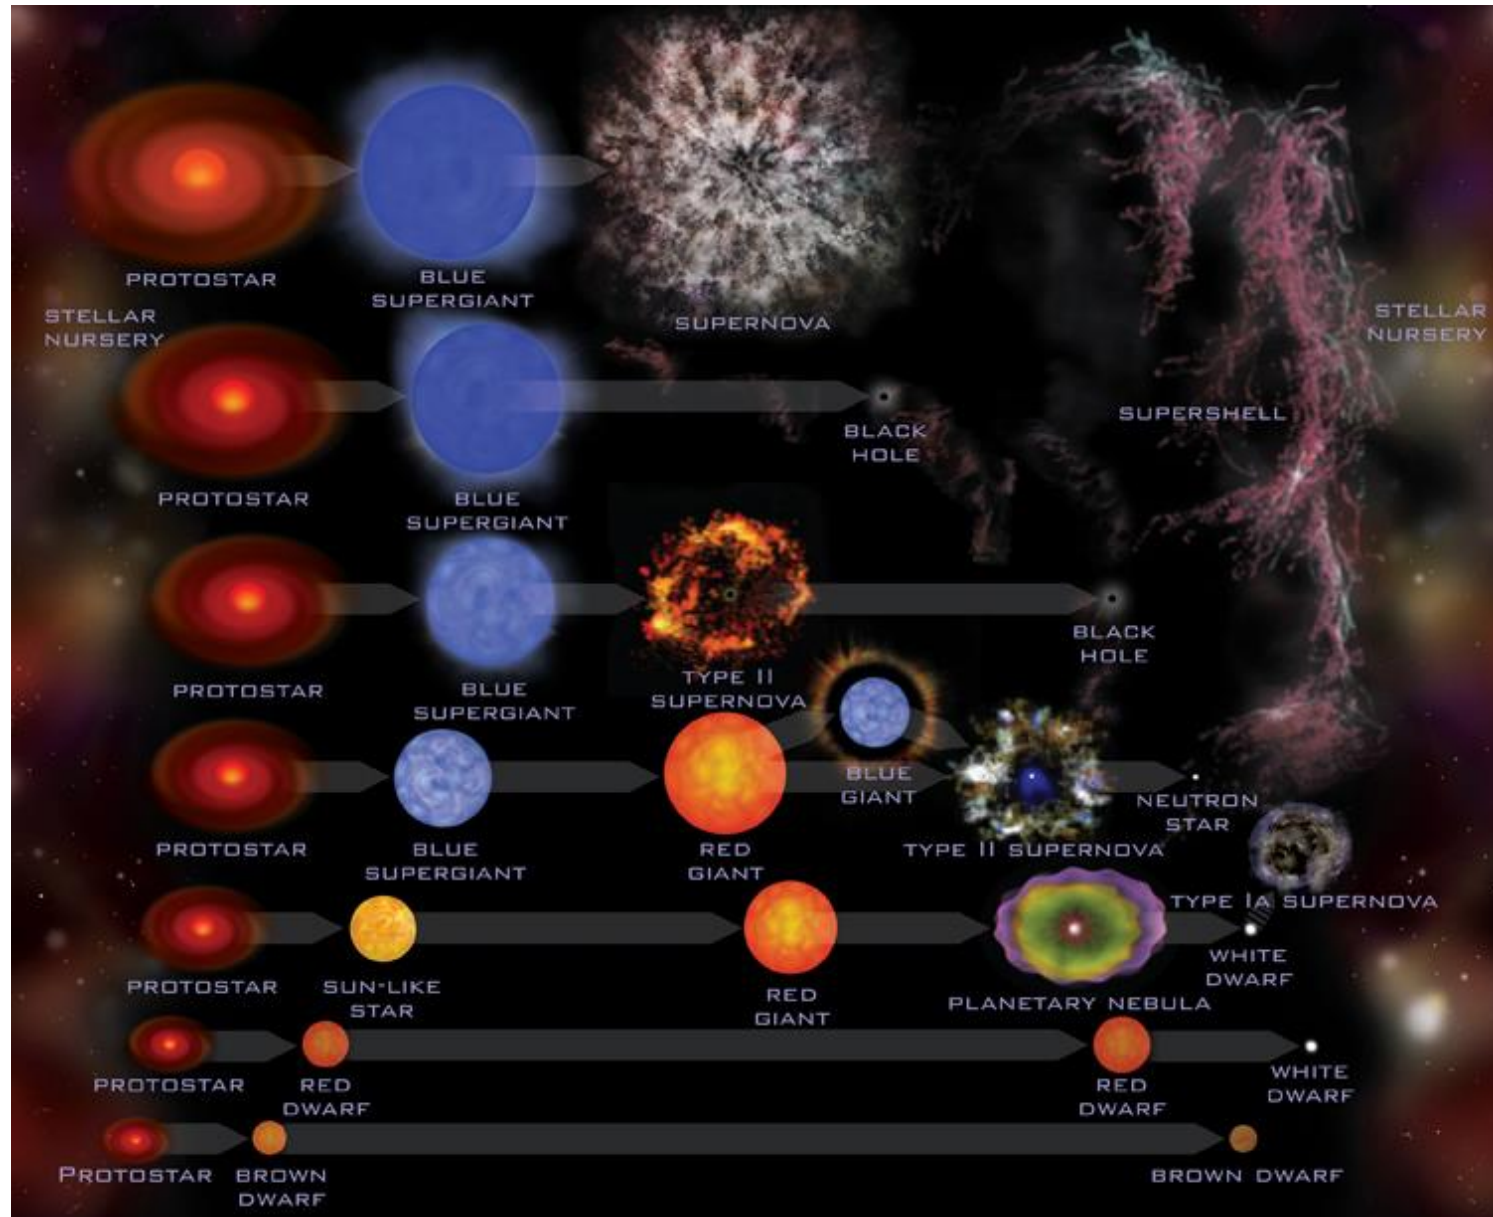 PROTOSTAR
BLUE
SUPERGIANT
SUPERNOVA
STELLAR
NURSERY
STELLAR
NURSERY
PROTOSTAR
BLUE
SUPERGIANT
BLACK
HOLE
SUPERSHELL
PROTOSTAR
BLUE
SUPERGIANT
TYPE II
SUPERNOVA
BLACK
HOLE
PROTOSTAR
BLUE
SUPERGIANT
RED
GIANT
BLUE
GIANT
TYPE II SUPERNOVA
NEUTRON
STAR
TYPE IA SUPERNOVA
PROTOSTAR
SUN-LIKE
STAR
RED
GIANT
PLANETARY NEBULA
WHITE
DWARF
PROTOSTAR
RED
DWARF
RED
DWARF
WHITE
DWARF
PROTOSTAR
BROWN
DWARF
BROWN DWARF